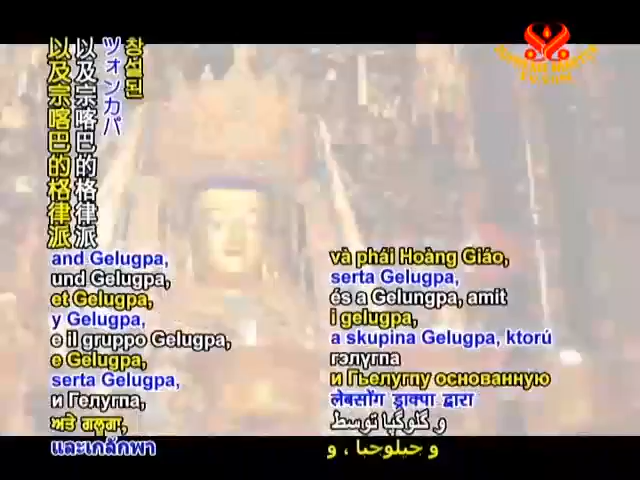 창설된
ツォンカパ
以及宗喀巴的格律派
以及宗喀巴的格律派
and Gelugpa,
und Gelugpa,
et Gelugpa,
y Gelugpa,
e il gruppo Gelugpa,
e Gelugpa,
serta Gelugpa,
и Гелугпа,
ਅਤੇ ਗਲੂਗਾ,
และเกลักพา
và phái Hoàng Giáo,
serta Gelugpa,
és a Gelungpa, amit
i gelugpa,
a skupina Gelugpa, ktorú
гэлүгпа
и Гьелугпу основанную
लेबसोंग ड्राक्पा द्वारा
و گلوگپا توسط
و جيلوجبا ، و